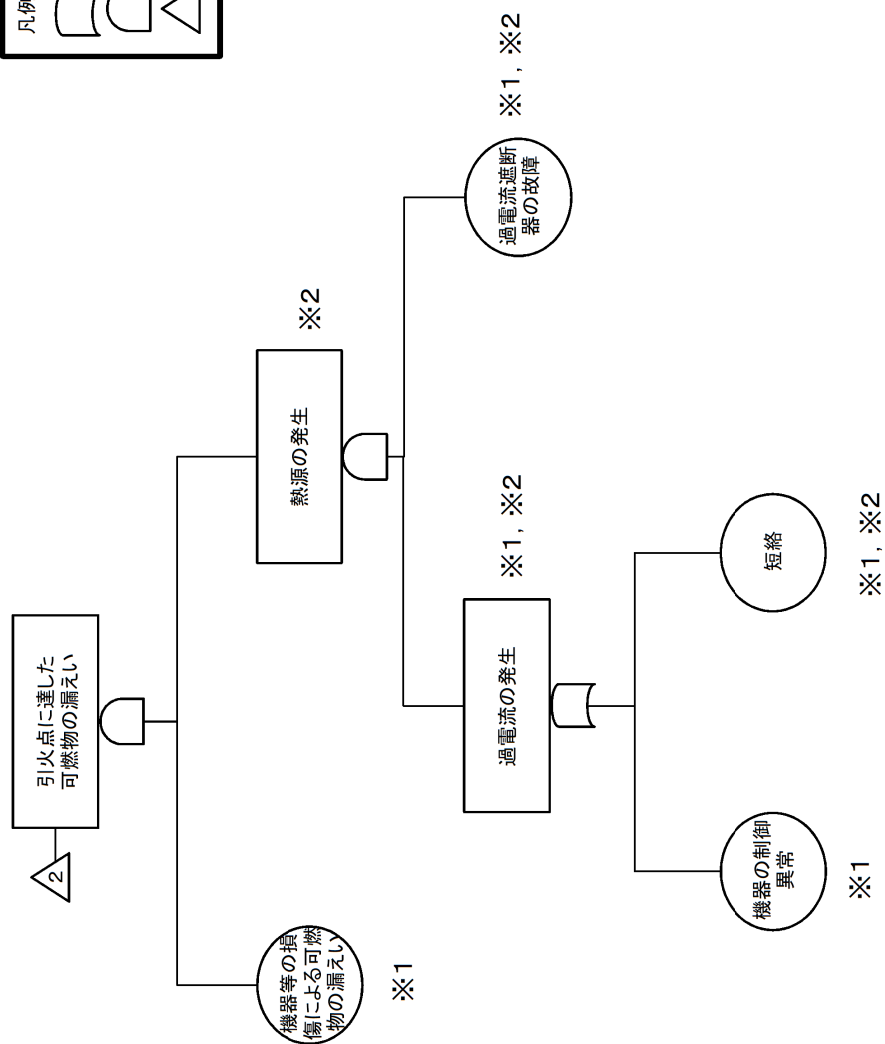 凡例
2
引火点に達した
可燃物の漏えい
機器等の損
傷による可燃
物の漏えい
※1
熱源の発生
※2
過電流の発生
※1, ※2
過電流遮断
器の故障
※1, ※2
機器の制御
異常
※1
短絡
※1, ※2